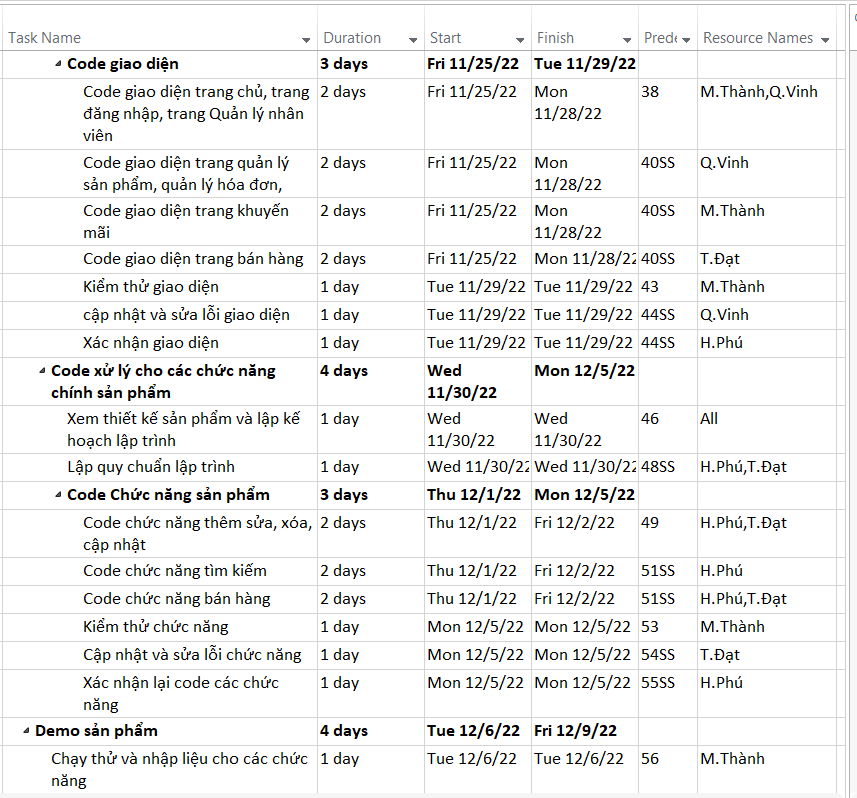 Task Name Duration Start Finish Prede Resource Names
Code giao diện 3 days Fri 11/25/22 Tue 11/29/22
Code giao diện trang chủ, trang 2 days Fri 11/25/22 Mon 38 M.Thành,Q.Vinh
đăng nhập, trang Quản lý nhân 11/28/22
viên
Code giao diện trang quản lý 2 days Fri 11/25/22 Mon 40SS Q.Vinh
sản phẩm, quản lý hóa đơn, 11/28/22
Code giao diện trang khuyến 2 days Fri 11/25/22 Mon 40SS M.Thành
mãi 11/28/22
Code giao diện trang bán hàng 2 days Fri 11/25/22 Mon 11/28/22 40SS T.Đạt
Kiểm thử giao diện 1 day Tue 11/29/22 Tue 11/29/22 43 M.Thành
cập nhật và sửa lỗi giao diện 1 day Tue 11/29/22 Tue 11/29/22 44SS Q.Vinh
Xác nhận giao diện 1 day Tue 11/29/22 Tue 11/29/22 44SS H.Phú
Code xử lý cho các chức năng 4 days Wed Mon 12/5/22
chính sản phẩm 11/30/22
Xem thiết kế sản phẩm và lập kế 1 day Wed Wed 46 All
hoạch lập trình 11/30/22 11/30/22
Lập quy chuẩn lập trình 1 day Wed 11/30/22 Wed 11/30/22 48SS H.Phú,T.Đạt
Code Chức năng sản phẩm 3 days Thu 12/1/22 Mon 12/5/22
Code chức năng thêm sửa, xóa, 2 days Thu 12/1/22 Fri 12/2/22 49 H.Phú,T.Đạt
cập nhật
Code chức năng tìm kiếm 2 days Thu 12/1/22 Fri 12/2/22 51SS H.Phú
Code chức năng bán hàng 2 days Thu 12/1/22 Fri 12/2/22 51SS H.Phú,T.Đạt
Kiểm thử chức năng 1 day Mon 12/5/22 Mon 12/5/22 53 M.Thành
Cập nhật và sửa lỗi chức năng 1 day Mon 12/5/22 Mon 12/5/22 54SS T.Đạt
Xác nhận lại code các chức 1 day Mon 12/5/22 Mon 12/5/22 55SS H.Phú
năng
Demo sản phẩm 4 days Tue 12/6/22 Fri 12/9/22
Chạy thử và nhập liệu cho các chức 1 day Tue 12/6/22 Tue 12/6/22 56 M.Thành
năng